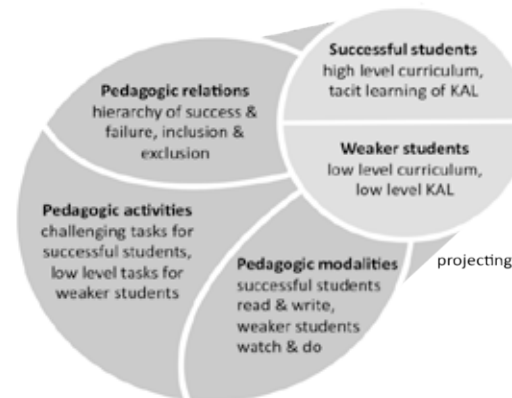 Successful students
high level curriculum,
tacit learning of KAL
Weaker students
low level curriculum,
low level KAL
Pedagogic relations
hierarchy of success &
failure, inclusion &
exclusion
Pedagogic activities
challenging tasks for
successful students,
low level tasks for
weaker students
Pedagogic modalities
successful students
read & write,
weaker students
watch & do
projecting